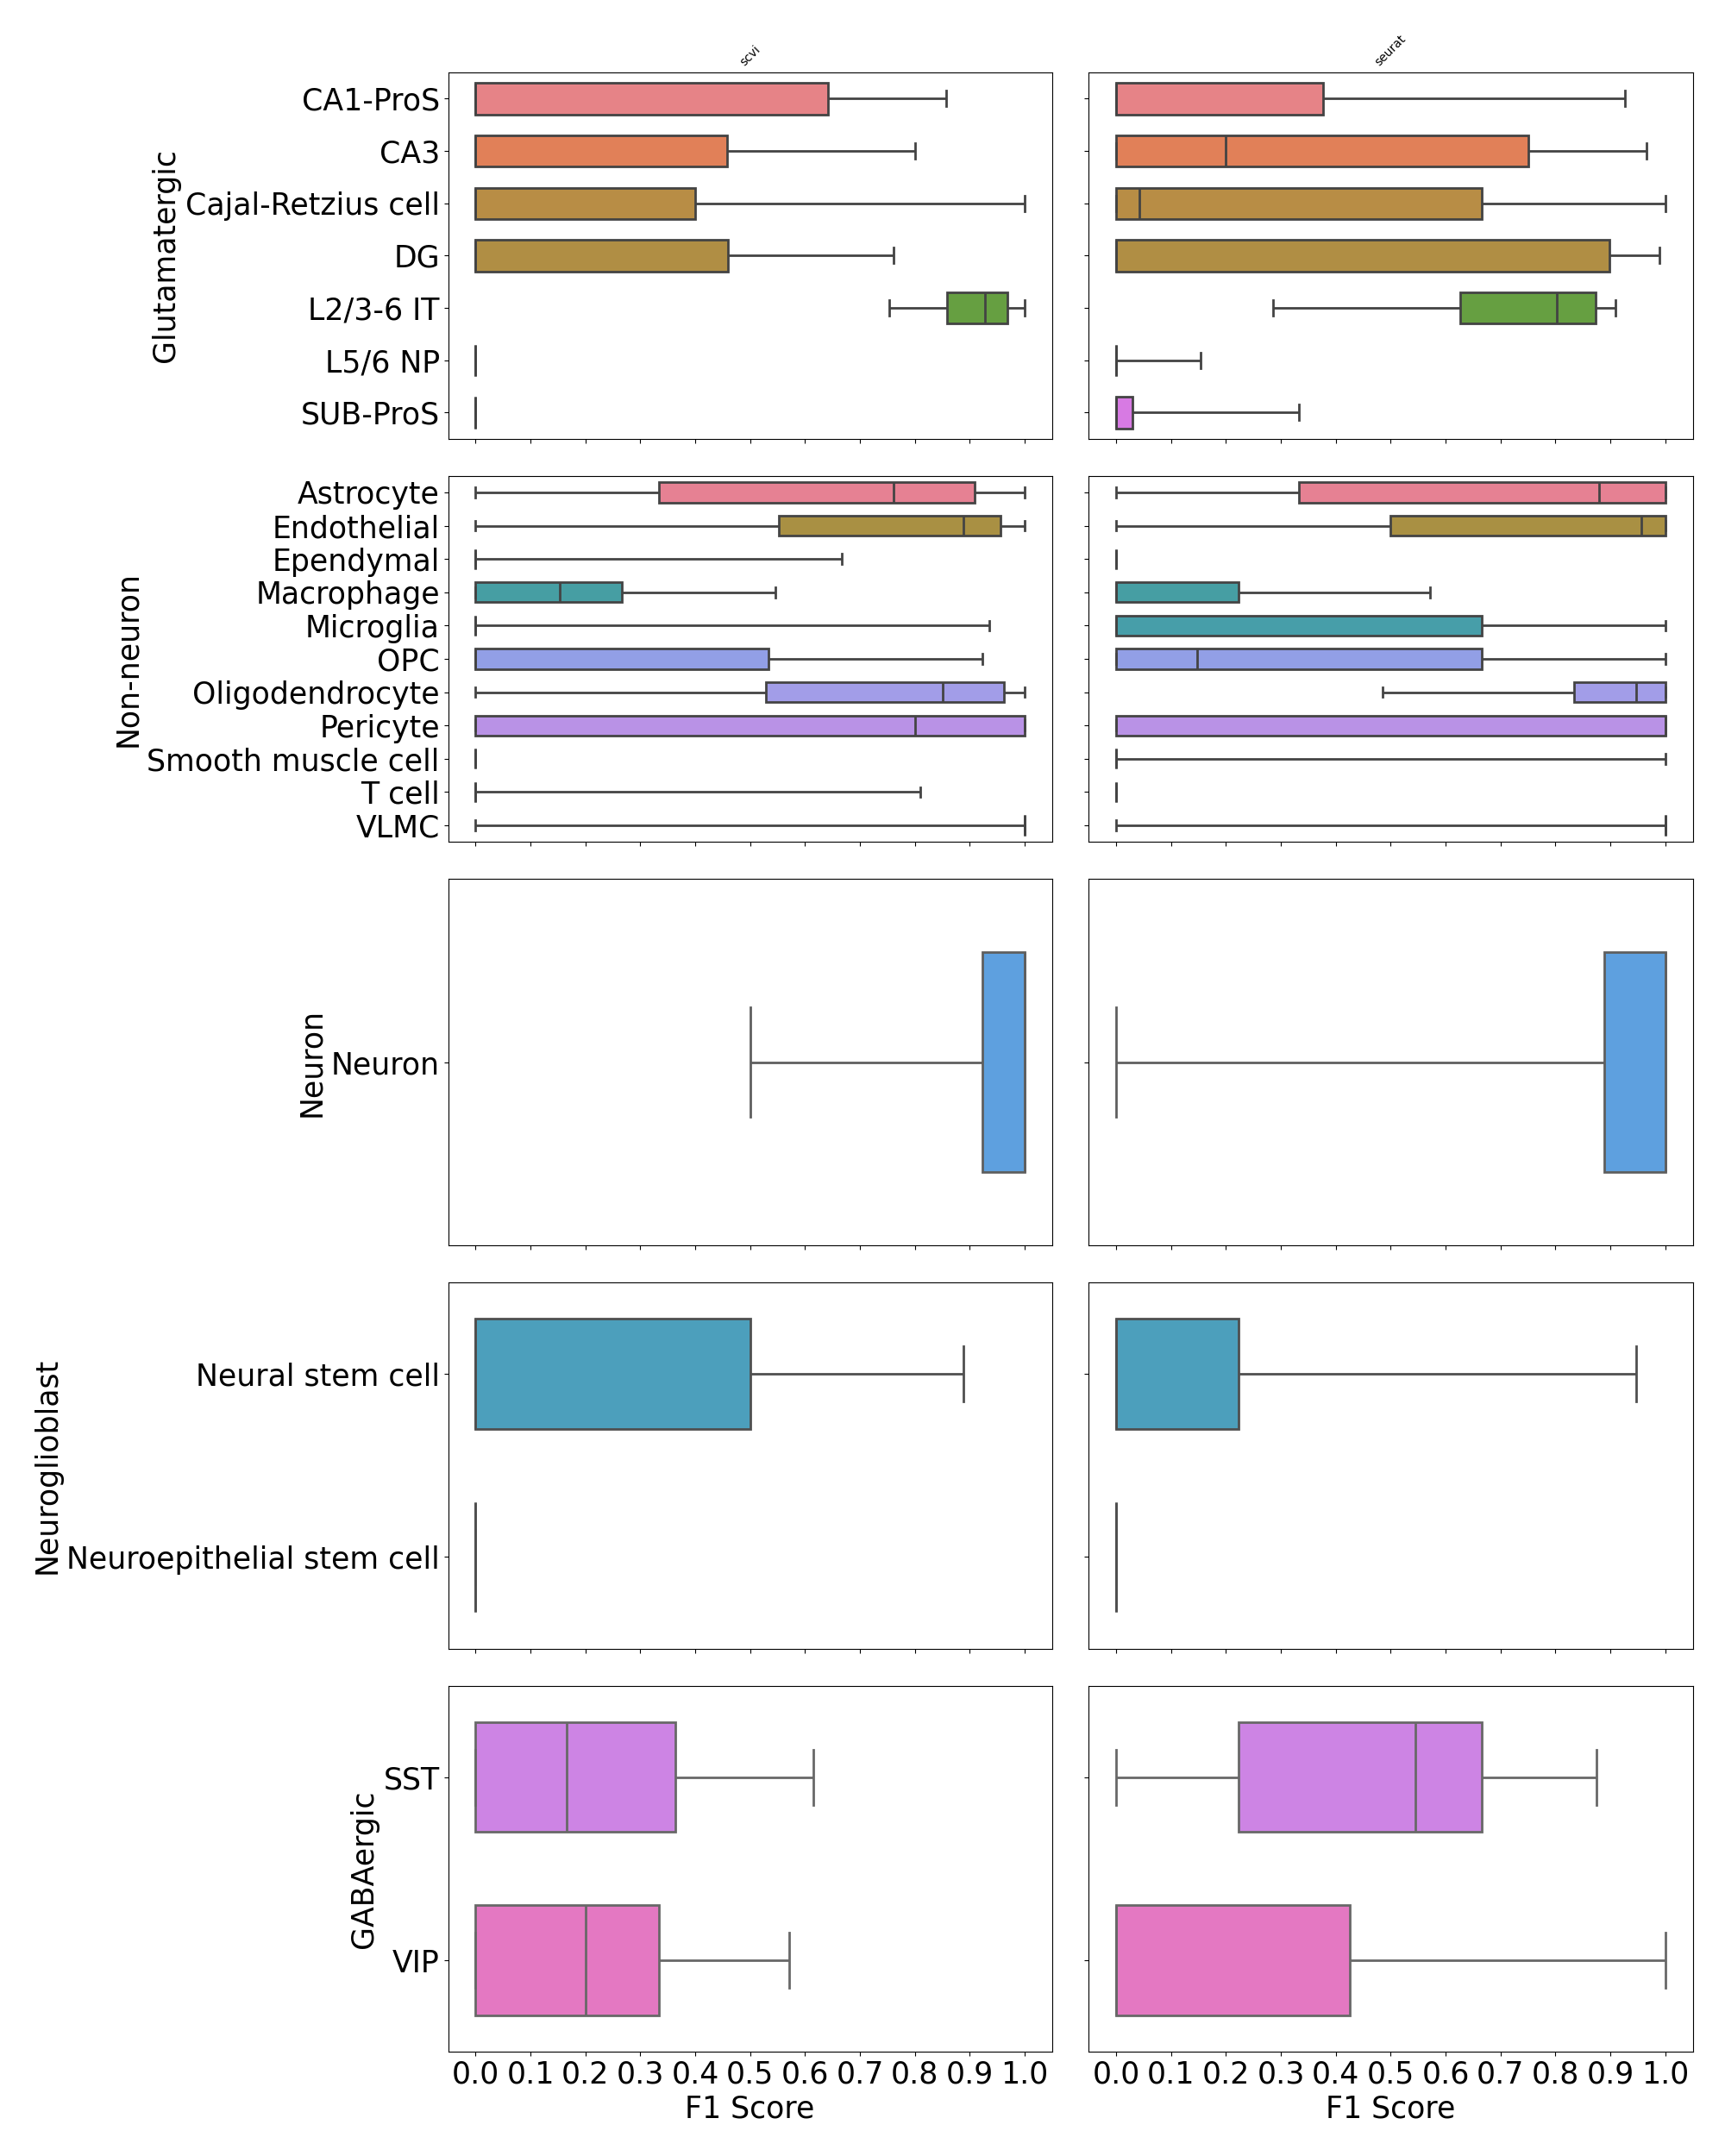 scvi
seurat
Glutamatergic
CA1-ProS
CA3
Cajal-Retzius cell
DG
L2/3-6 IT
L5/6 NP
SUB-ProS
Non-neuron
Astrocyte
Endothelial
Ependymal
Macrophage
Microglia
OPC
Oligodendrocyte
Pericyte
Smooth muscle cell
T cell
VLMC
Neuron
Neuron
Neuroglioblast
Neural stem cell
Neuroepithelial stem cell
GABAergic
SST
VIP
0.0 0.1 0.2 0.3 0.4 0.5 0.6 0.7 0.8 0.9 1.0
0.0 0.1 0.2 0.3 0.4 0.5 0.6 0.7 0.8 0.9 1.0
F1 Score
F1 Score